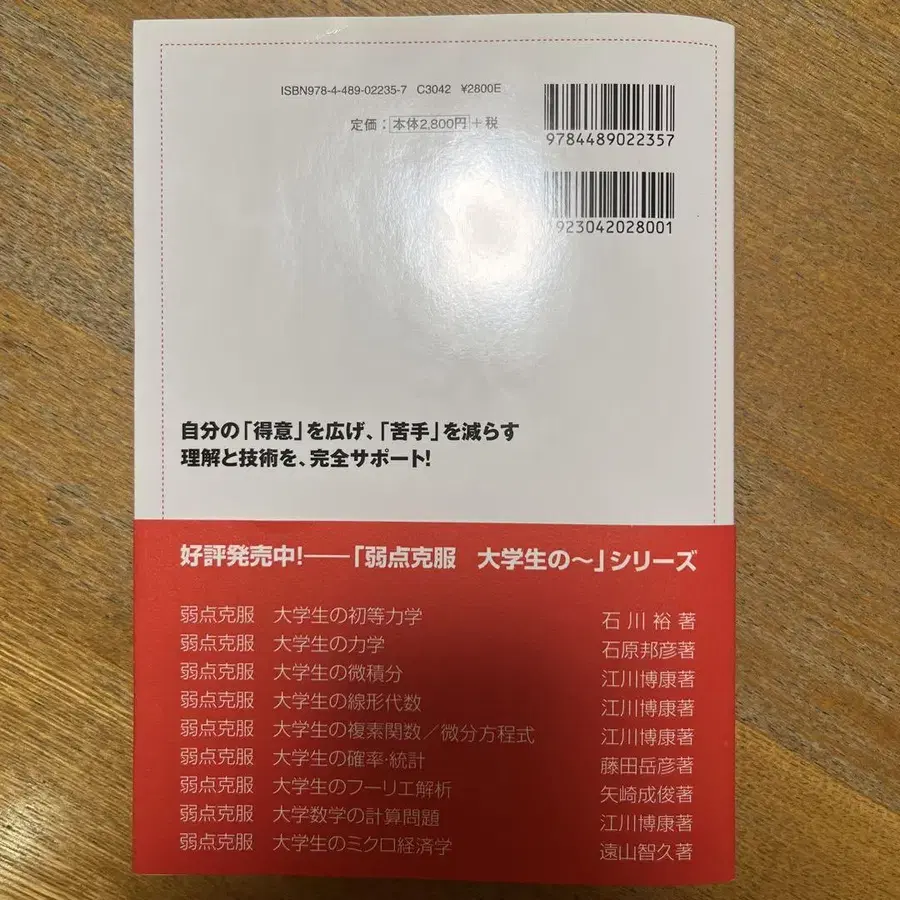 ISBN978-4-489-02235-7 C3042 ¥2800E
定価：本体2,800円＋税
9784489022357
1923042028001
自分の「得意」を広げ、「苦手」を減らす
理解と技術を、完全サポート!
好評発売中!——「弱点克服 大学生の〜」シリーズ
弱点克服 大学生の初等力学 石川裕著
弱点克服 大学生の力学 石原邦彦著
弱点克服 大学生の微積分 江川博康著
弱点克服 大学生の線形代数 江川博康著
弱点克服 大学生の複素関数／微分方程式 江川博康著
弱点克服 大学生の確率・統計 藤田岳彦著
弱点克服 大学生のフーリエ解析 矢崎成俊著
弱点克服 大学数学の計算問題 江川博康著
弱点克服 大学生のミクロ経済学 遠山智久著